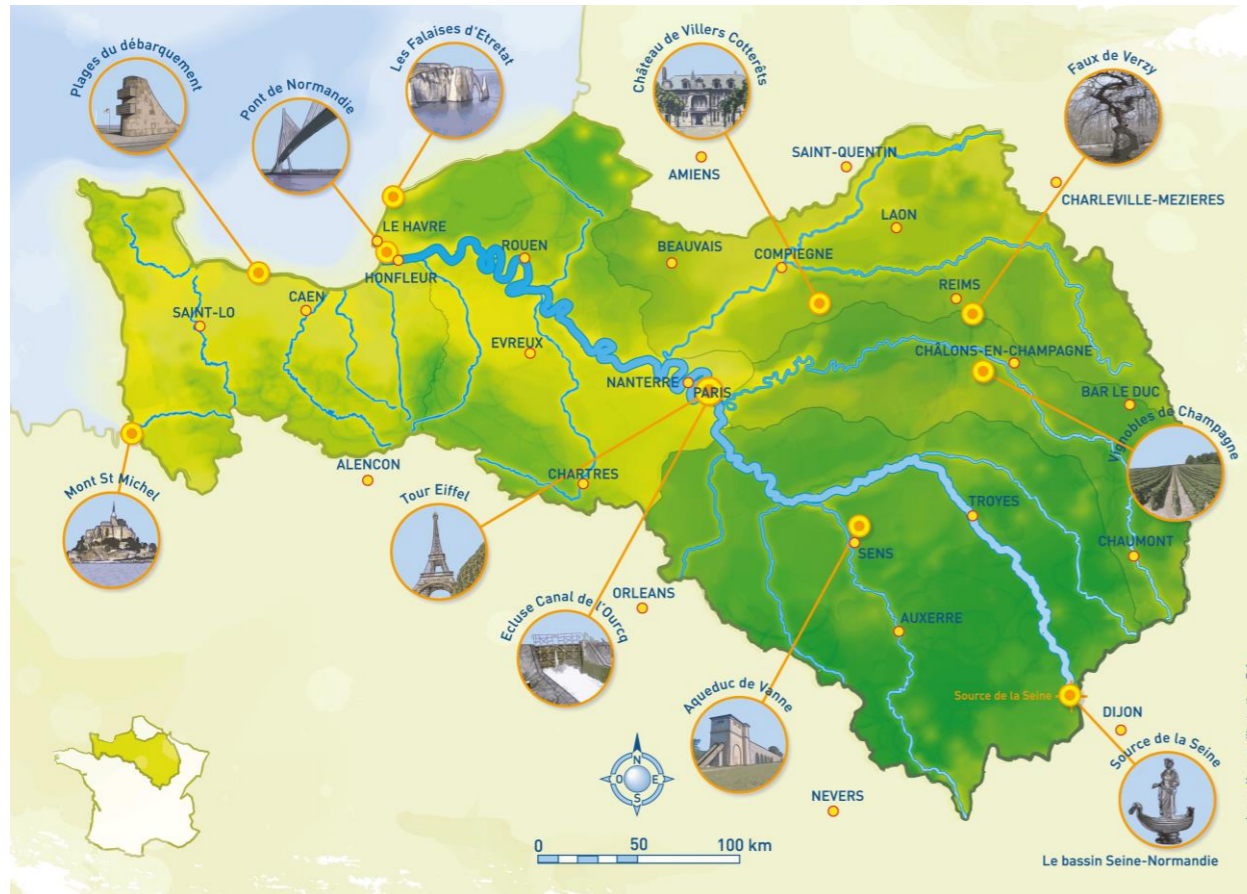 Plages du débarquement
Pont de Normandie
Les Falaises d'Etretat
Château de Villers Cotterêts
Faux de Verzy
AMIENS
SAINT-QUENTIN
CHARLEVILLE-MEZIERES
LAON
LE HAVRE
ROUEN
BEAUVAIS
COMPIEGNE
HONFLEUR
REIMS
SAINT-LO
CAEN
EVREUX
CHÂLONS-EN-CHAMPAGNE
NANTERRE
PARIS
BAR LE DUC
Vignobles de Champagne
ALENCON
CHARTRES
Mont St Michel
Tour Eiffel
TROYES
SENS
CHAUMONT
ORLEANS
Ecluse Canal de l'Ourcq
AUXERRE
Aqueduc de Vanne
Source de la Seine
DIJON
Source de la Seine
N
O E
S
NEVERS
0 50 100 km
Le bassin Seine-Normandie